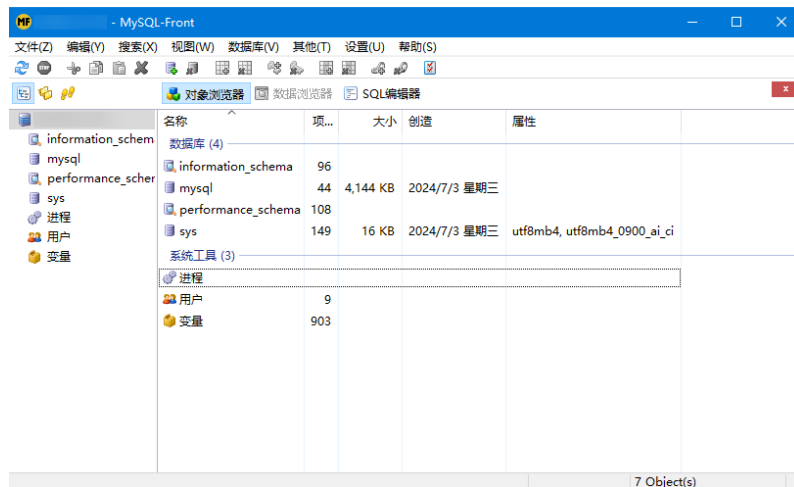 MF - MySQL-Front
文件(Z) 编辑(Y) 搜索(X) 视图(W) 数据库(V) 其他(T) 设置(U) 帮助(S)
STOP
对象浏览器 数据浏览器 SQL编辑器
information_schem
mysql
performance_scher
sys
进程
用户
变量
名称 项... 大小 创造 属性
数据库 (4)
information_schema 96
mysql 44 4,144 KB 2024/7/3 星期三
performance_schema 108
sys 149 16 KB 2024/7/3 星期三 utf8mb4, utf8mb4_0900_ai_ci
系统工具 (3)
进程
用户 9
变量 903
7 Object(s)